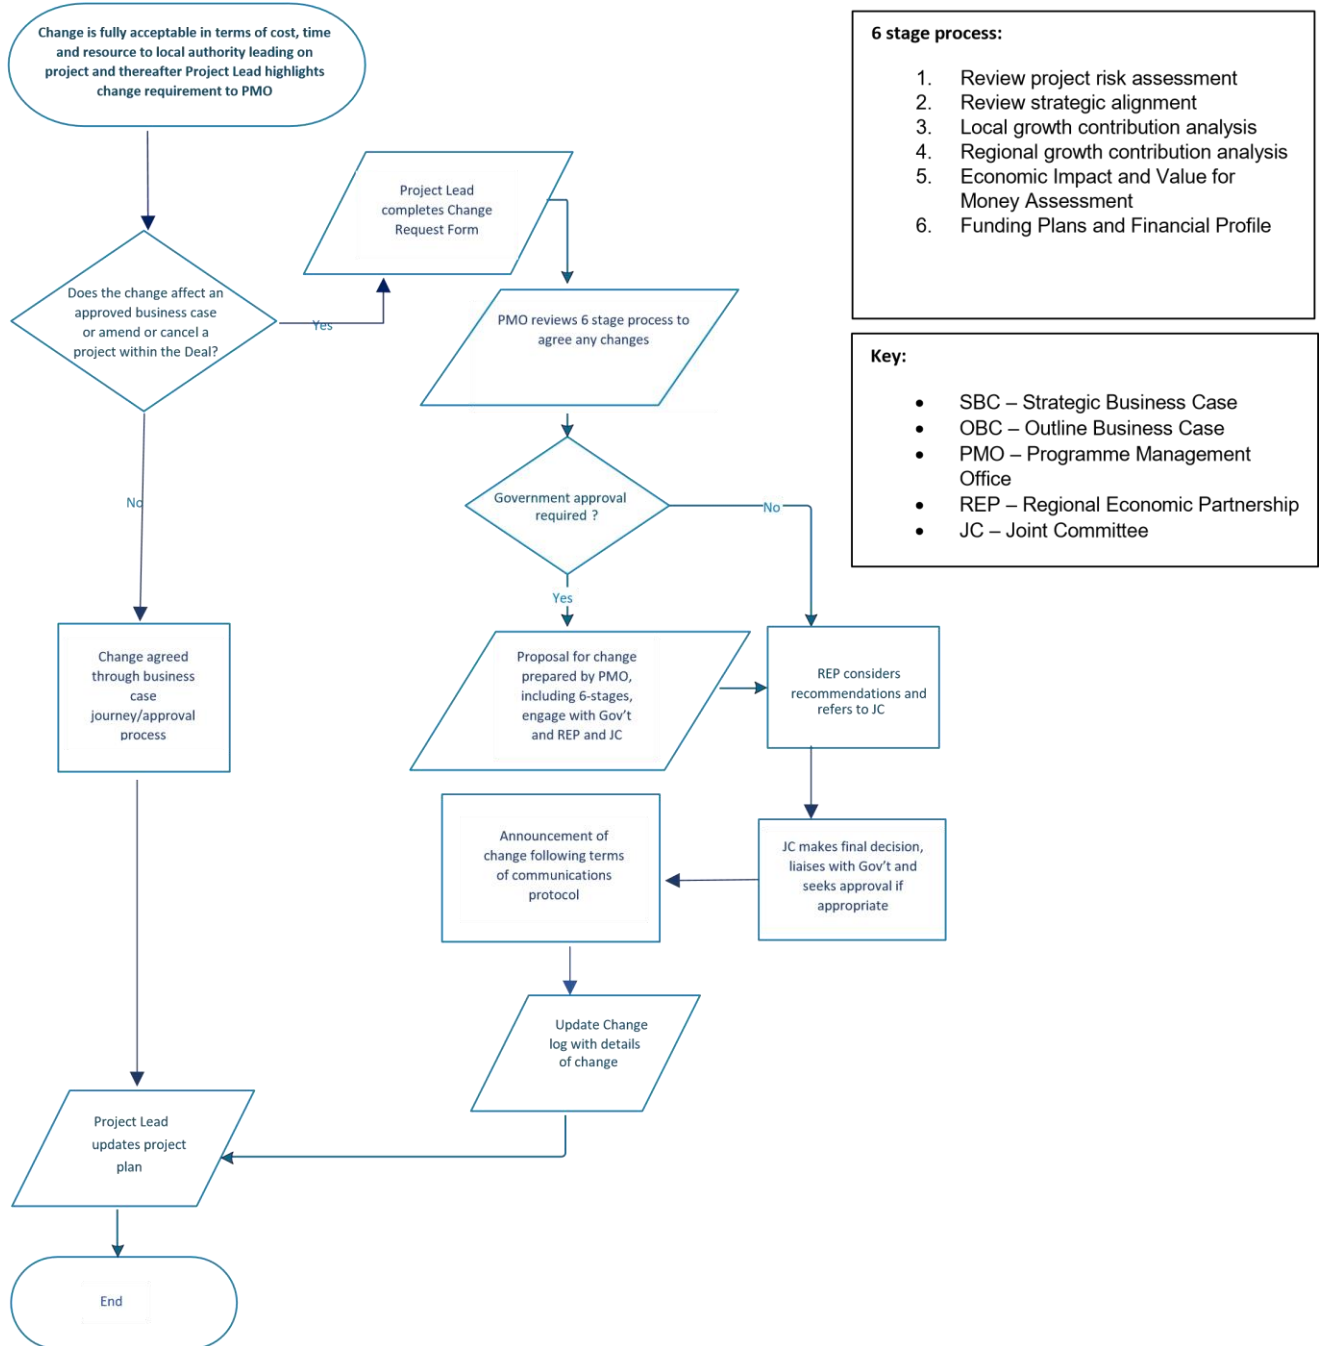 Change is fully acceptable in terms of cost, time
and resource to local authority leading on
project and thereafter Project Lead highlights
change requirement to PMO
Does the change affect an
approved business case
or amend or cancel a
project within the Deal?
Yes
No
Project Lead
completes Change
Request Form
PMO reviews 6 stage process to
agree any changes
Government approval
required ?
No
Yes
Change agreed
through business
case
journey/approval
process
Proposal for change
prepared by PMO,
including 6-stages,
engage with Gov't
and REP and JC
REP considers
recommendations and
refers to JC
JC makes final decision,
liaises with Gov't and
seeks approval if
appropriate
Announcement of
change following terms
of communications
protocol
Update Change
log with details
of change
Project Lead
updates project
plan
End
6 stage process:
1. Review project risk assessment
2. Review strategic alignment
3. Local growth contribution analysis
4. Regional growth contribution analysis
5. Economic Impact and Value for
Money Assessment
6. Funding Plans and Financial Profile
Key:
• SBC – Strategic Business Case
• OBC – Outline Business Case
• PMO – Programme Management
Office
• REP – Regional Economic Partnership
• JC – Joint Committee